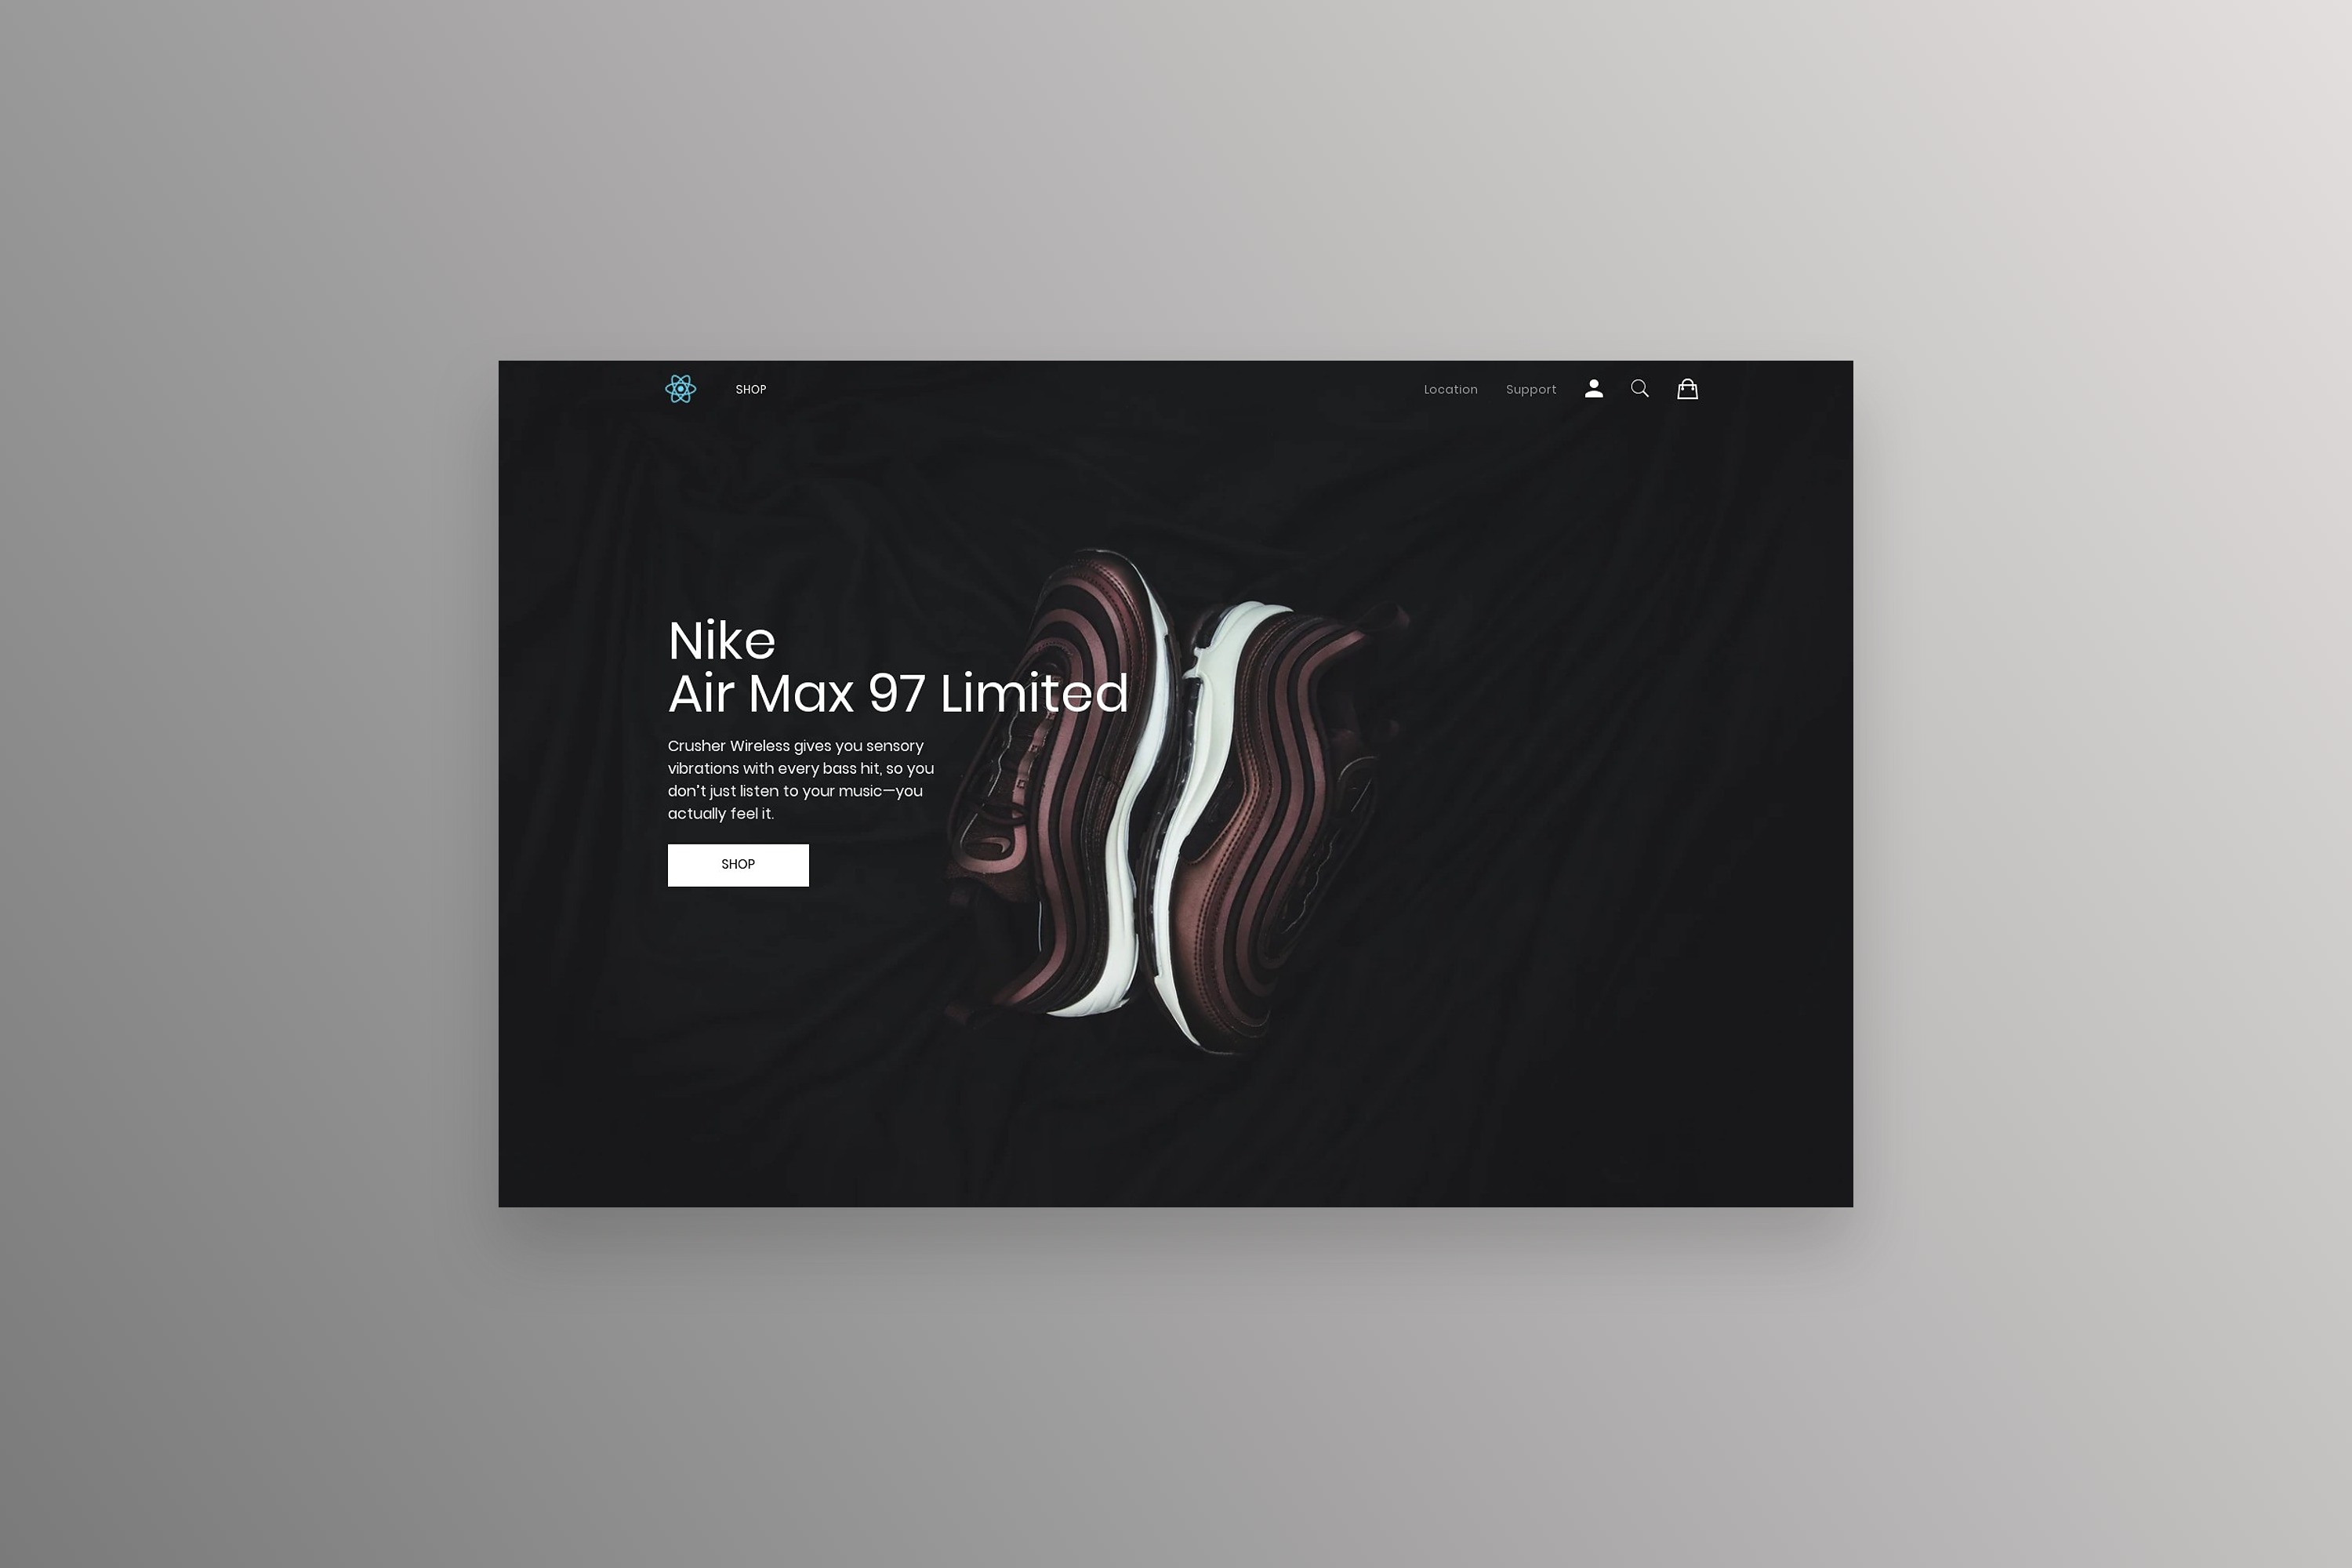 SHOP
Location
Support
Nike
Air Max 97 Limited
Crusher Wireless gives you sensory
vibrations with every bass hit, so you
don't just listen to your music—you
actually feel it.
SHOP